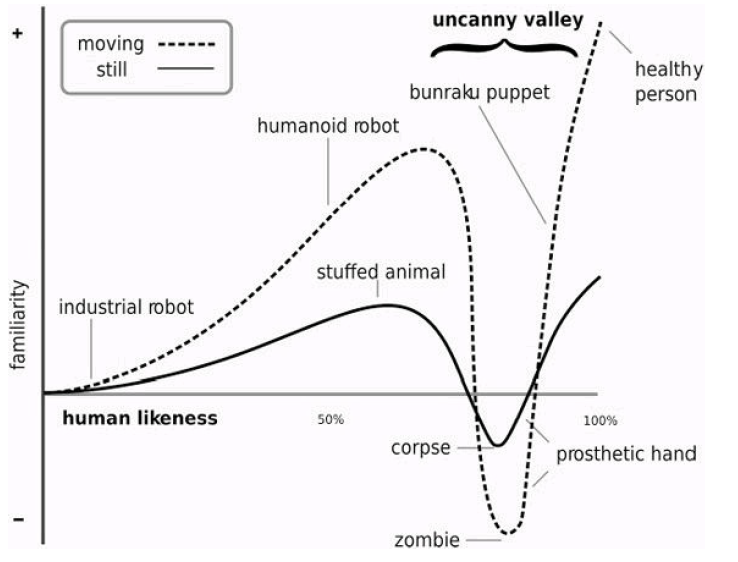 uncanny valley
+
moving
still
healthy
person
bunraku puppet
humanoid robot
stuffed animal
industrial robot
familiarity
human likeness
50%
100%
corpse
prosthetic hand
−
zombie